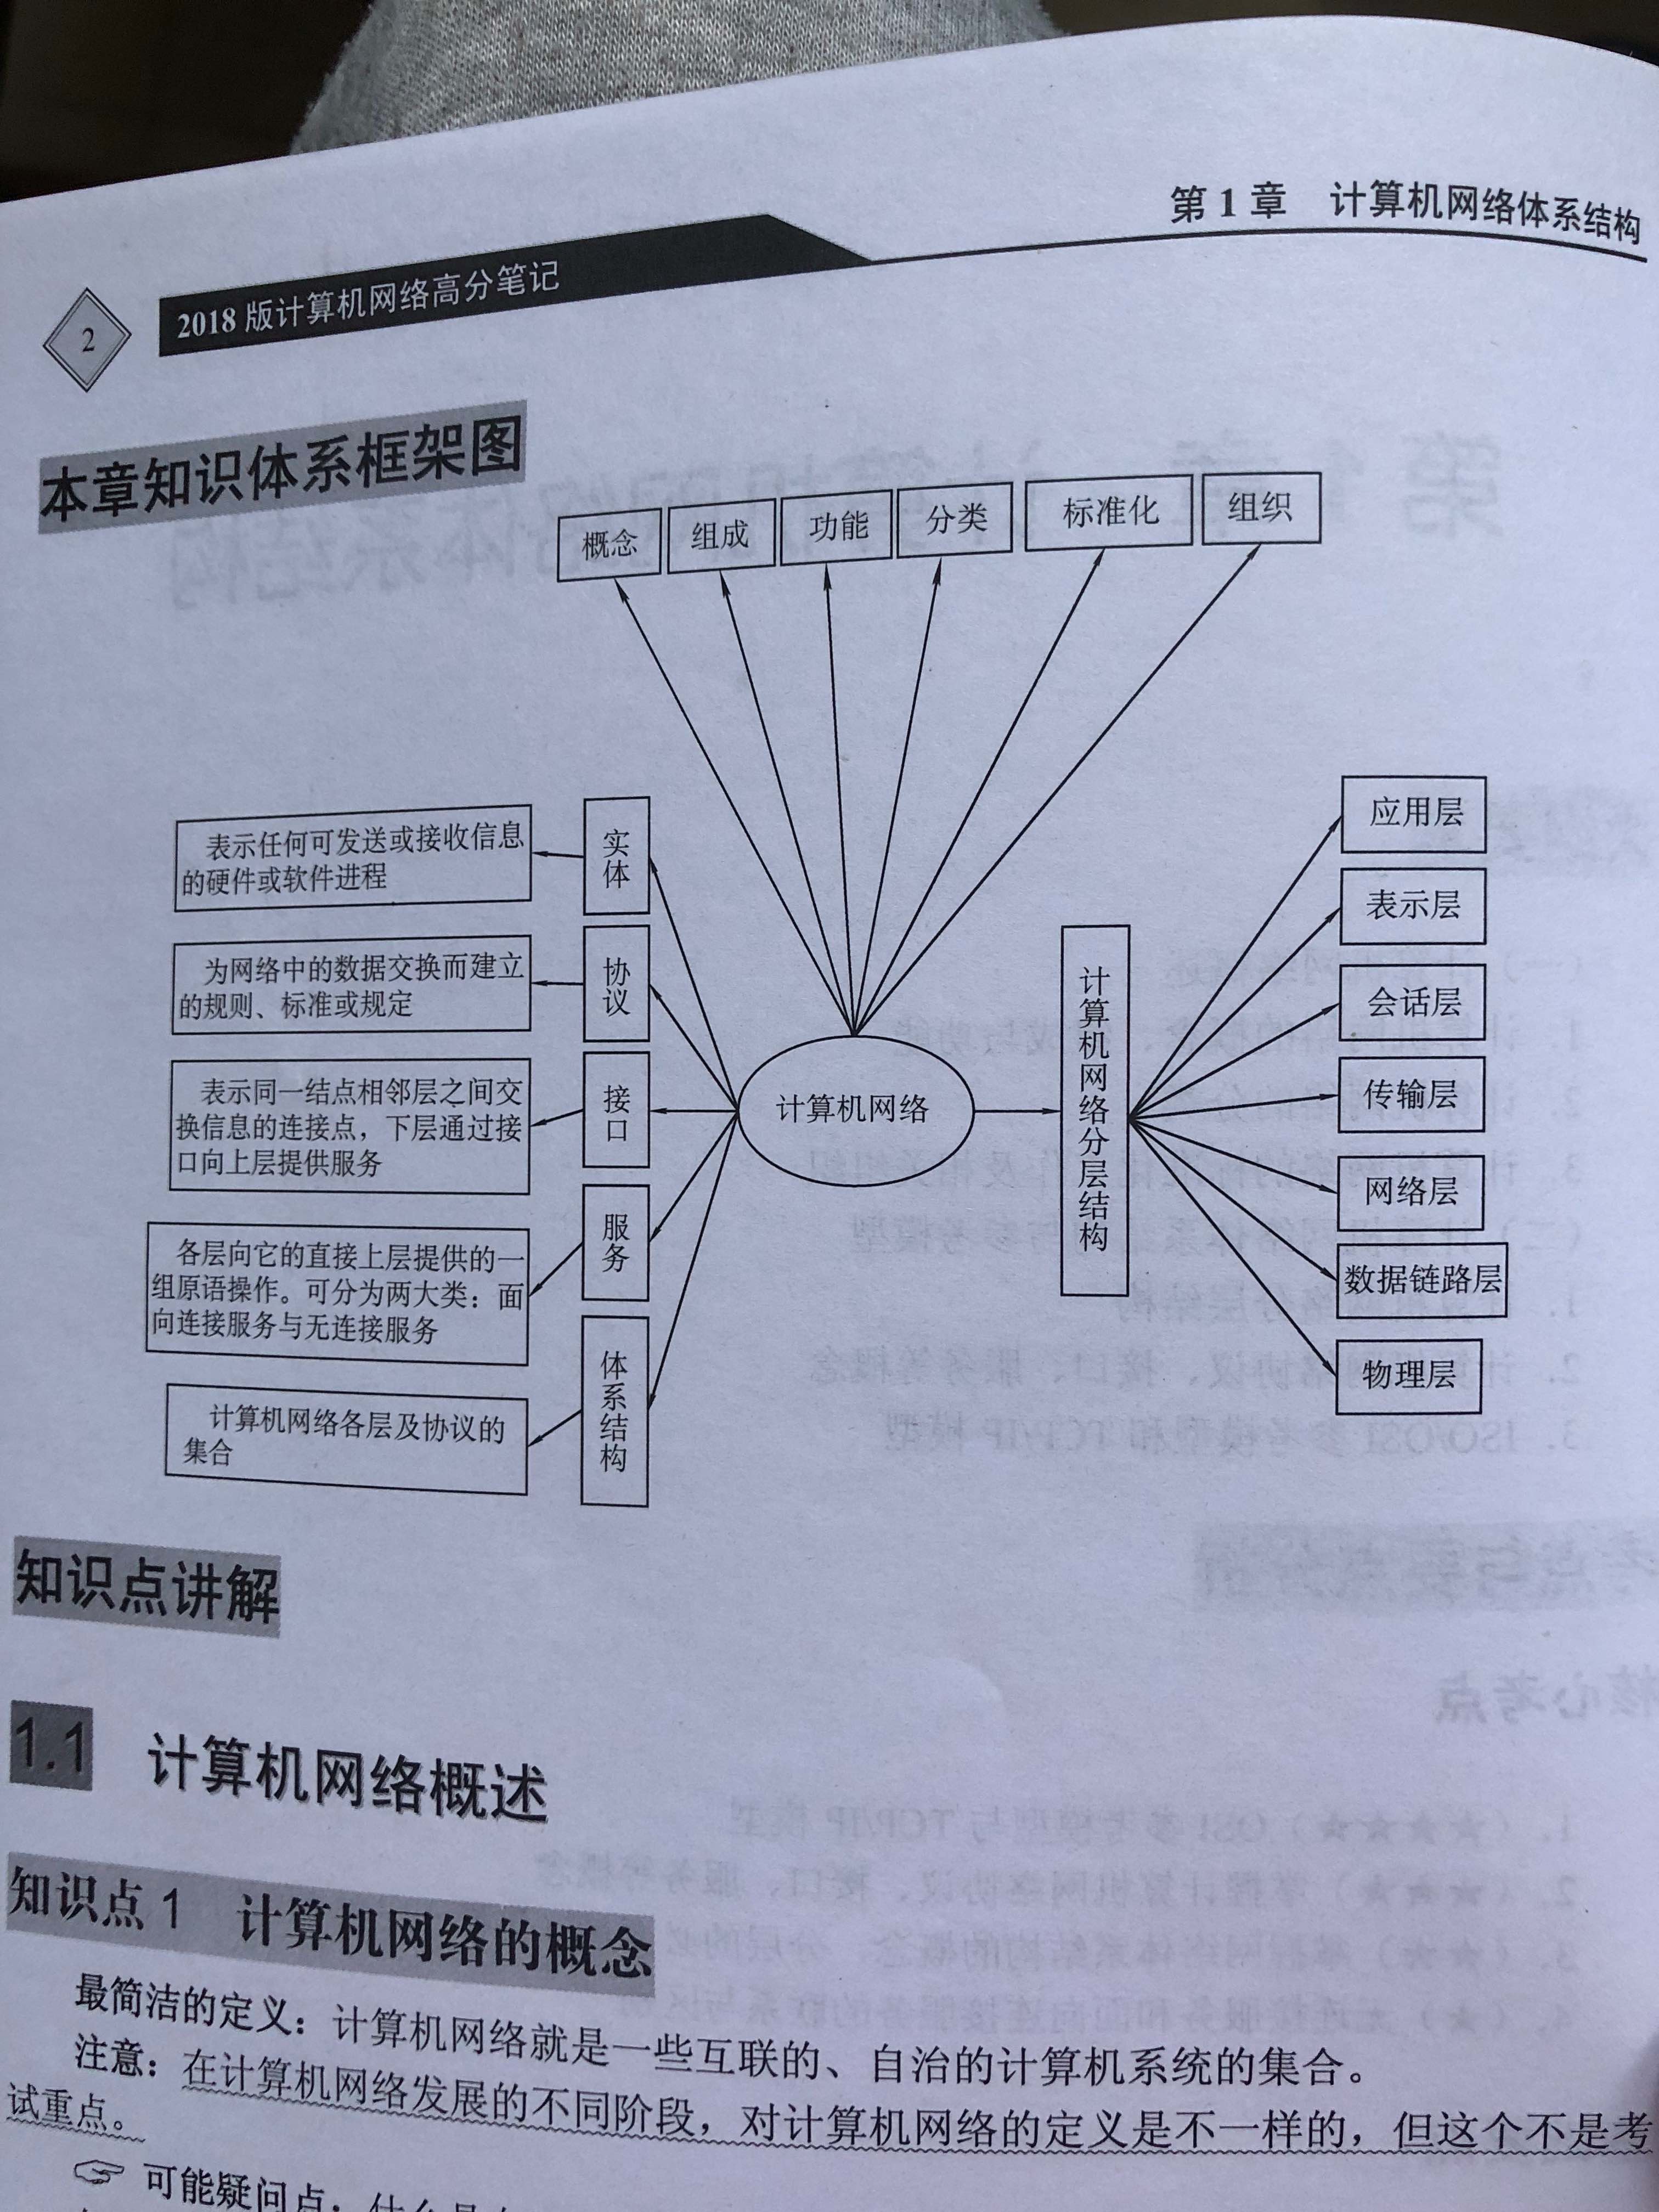 第1章 计算机网络体系结构
2
2018版计算机网络高分笔记
本章知识体系框架图
概念
组成
功能
分类
标准化
组织
实体
表示任何可发送或接收信息
的硬件或软件进程
协议
为网络中的数据交换而建立
的规则、标准或规定
接口
表示同一结点相邻层之间交
换信息的连接点，下层通过接
口向上层提供服务
服务
各层向它的直接上层提供的一
组原语操作。可分为两大类：面
向连接服务与无连接服务
体系结构
计算机网络各层及协议的
集合
计算机网络
计算机网络分层结构
应用层
表示层
会话层
传输层
网络层
数据链路层
物理层
知识点讲解
1.1 计算机网络概述
知识点1 计算机网络的概念
最简洁的定义：计算机网络就是一些互联的、自治的计算机系统的集合。
注意：在计算机网络发展的不同阶段，对计算机网络的定义是不一样的，但这个不是考
试重点。
可能疑问点：什么是